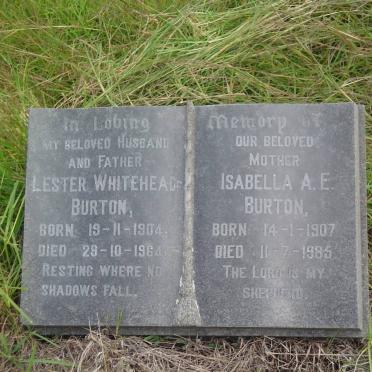 In Loving Memory of
MY BELOVED HUSBAND
AND FATHER
LESTER WHITEHEAD
BURTON,
BORN 19-11-1904.
DIED 29-10-1964.
RESTING WHERE NO
SHADOWS FALL.
OUR BELOVED
MOTHER
ISABELLA A. E.
BURTON,
BORN 14-1-1907
DIED 11-7-1985.
THE LORD IS MY
SHEPHERD.